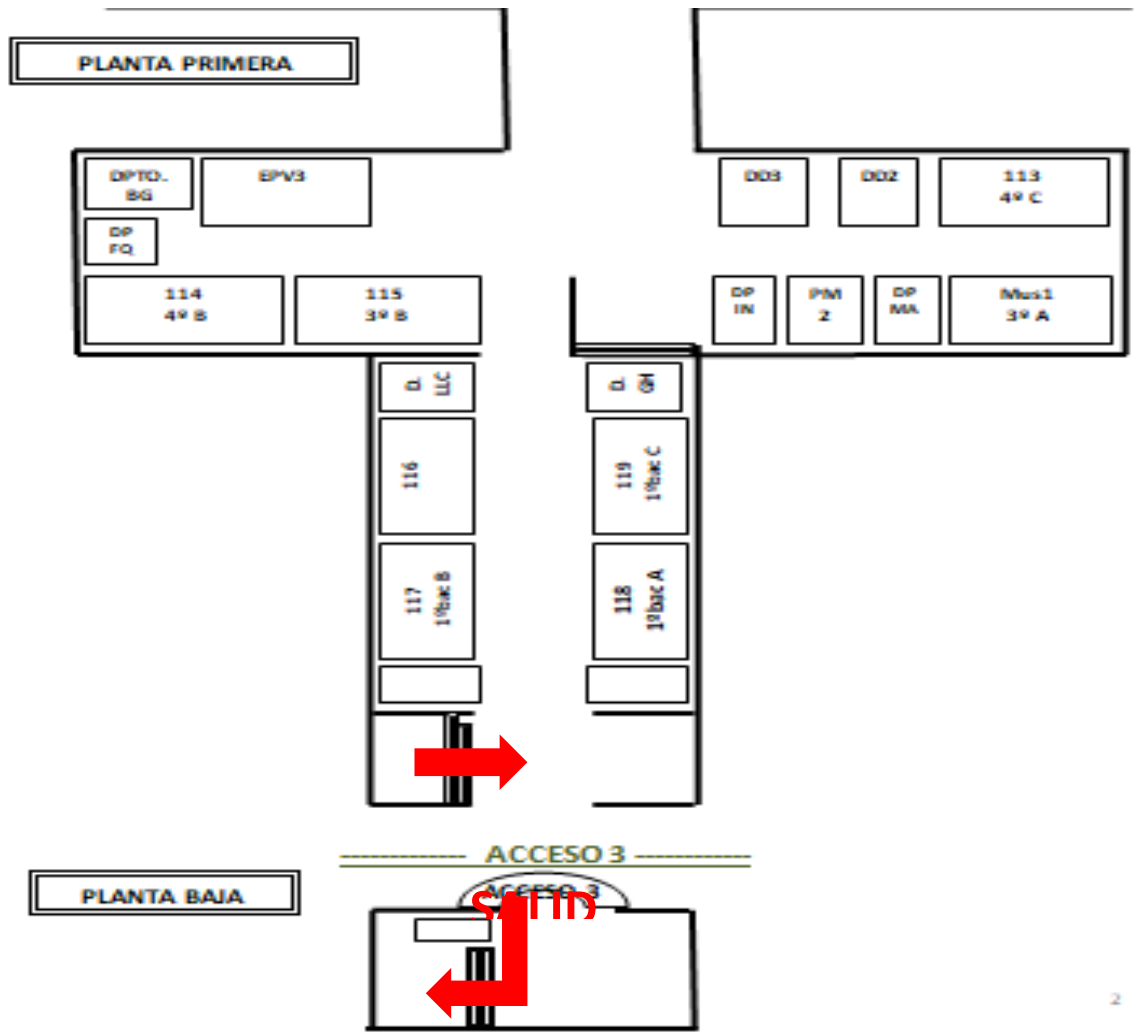 PLANTA PRIMERA
DPTO.
BG
EPV3
DD3
DD2
113
4º C
DP
FQ
114
4º B
115
3º B
DP
IN
PM
2
DP
MA
Mus1
3º A
D.
LLC
D.
GH
116
119
1ºbac C
117
1ºbac B
118
1ºbac A
------------- ACCESO 3 ------------
PLANTA BAJA
ACCESO 3
2